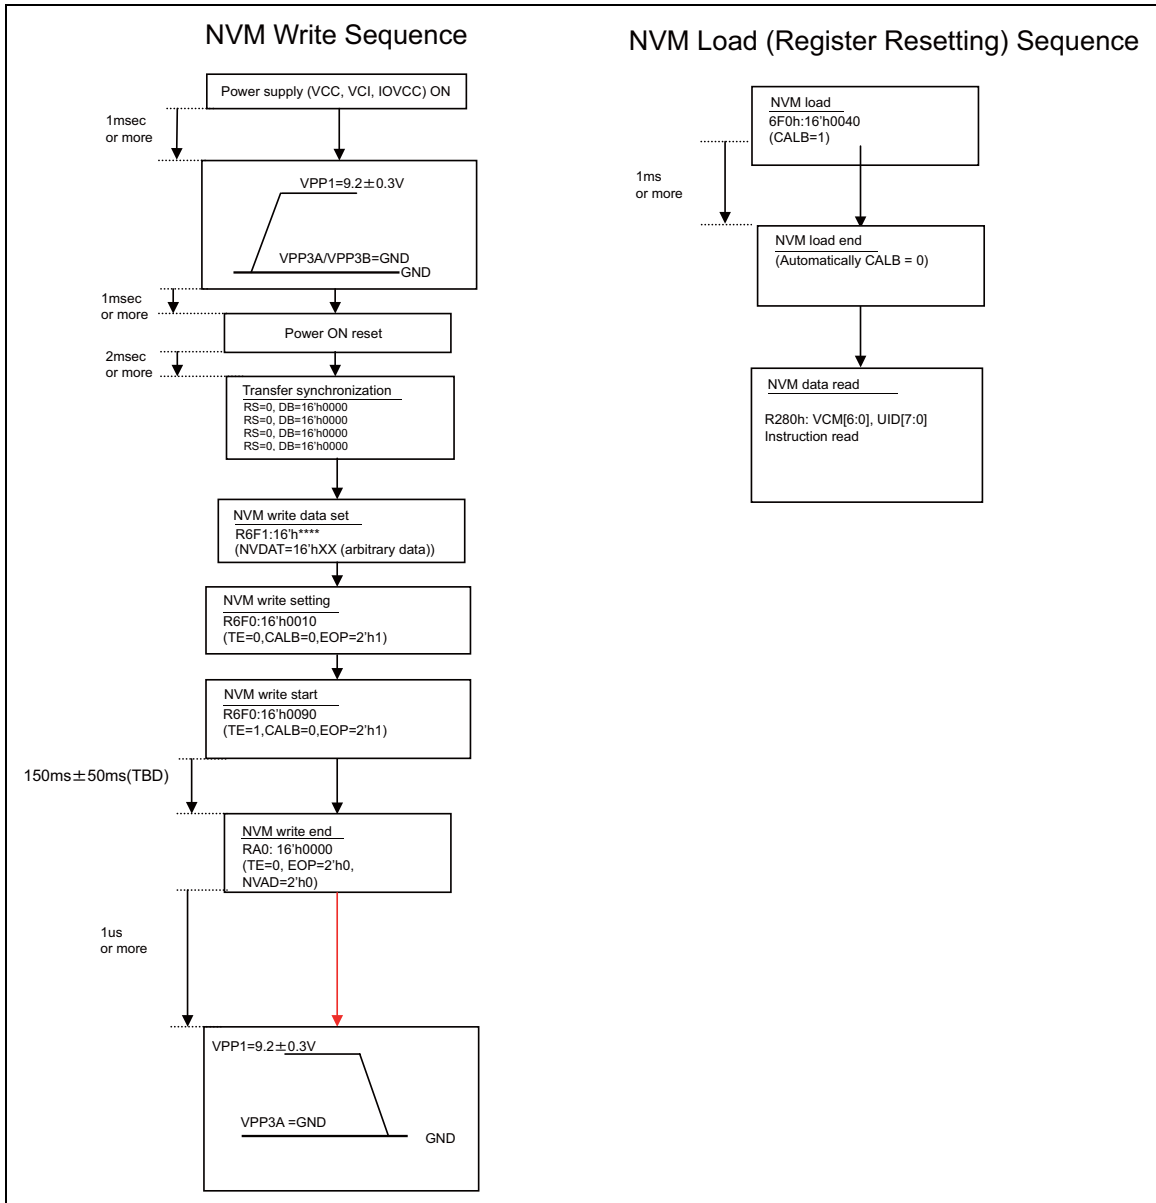 NVM Write Sequence
Power supply (VCC, VCI, IOVCC) ON
1msec
or more
VPP1=9.2±0.3V
VPP3A/VPP3B=GND
GND
1msec
or more
Power ON reset
2msec
or more
Transfer synchronization
RS=0, DB=16'h0000
RS=0, DB=16'h0000
RS=0, DB=16'h0000
RS=0, DB=16'h0000
NVM write data set
R6F1:16'h****
(NVDAT=16'hXX (arbitrary data))
NVM write setting
R6F0:16'h0010
(TE=0,CALB=0,EOP=2'h1)
NVM write start
R6F0:16'h0090
(TE=1,CALB=0,EOP=2'h1)
150ms±50ms(TBD)
NVM write end
RA0: 16'h0000
(TE=0, EOP=2'h0,
NVAD=2'h0)
1us
or more
VPP1=9.2±0.3V
VPP3A =GND
GND
NVM Load (Register Resetting) Sequence
NVM load
6F0h:16'h0040
(CALB=1)
1ms
or more
NVM load end
(Automatically CALB = 0)
NVM data read
R280h: VCM[6:0], UID[7:0]
Instruction read